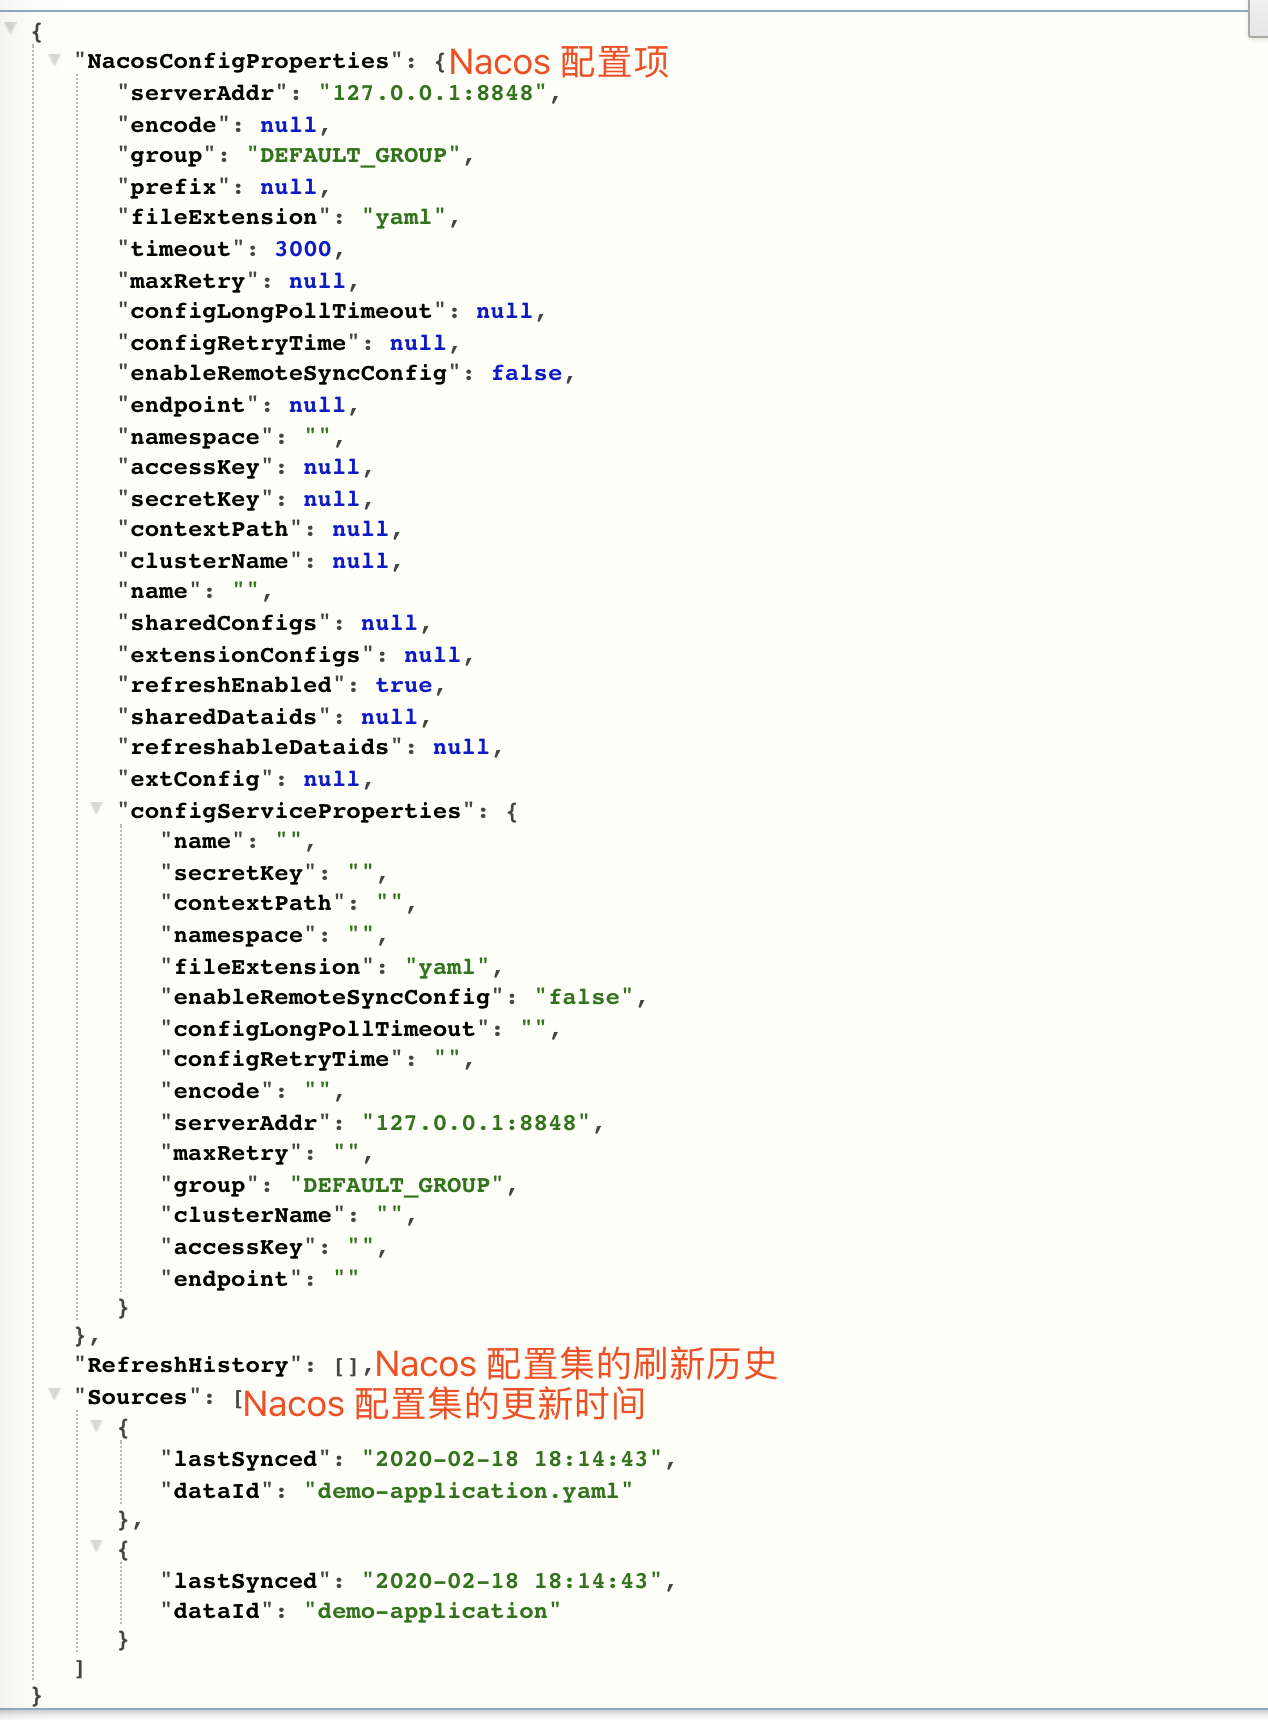 {
"NacosConfigProperties": {Nacos 配置项
"serverAddr": "127.0.0.1:8848",
"encode": null,
"group": "DEFAULT_GROUP",
"prefix": null,
"fileExtension": "yaml",
"timeout": 3000,
"maxRetry": null,
"configLongPollTimeout": null,
"configRetryTime": null,
"enableRemoteSyncConfig": false,
"endpoint": null,
"namespace": "",
"accessKey": null,
"secretKey": null,
"contextPath": null,
"clusterName": null,
"name": "",
"sharedConfigs": null,
"extensionConfigs": null,
"refreshEnabled": true,
"sharedDataids": null,
"refreshableDataids": null,
"extConfig": null,
"configServiceProperties": {
"name": "",
"secretKey": "",
"contextPath": "",
"namespace": "",
"fileExtension": "yaml",
"enableRemoteSyncConfig": "false",
"configLongPollTimeout": "",
"configRetryTime": "",
"encode": "",
"serverAddr": "127.0.0.1:8848",
"maxRetry": "",
"group": "DEFAULT_GROUP",
"clusterName": "",
"accessKey": "",
"endpoint": ""
}
},
"RefreshHistory": [],Nacos 配置集的刷新历史
"Sources": [Nacos 配置集的更新时间
{
"lastSynced": "2020-02-18 18:14:43",
"dataId": "demo-application.yaml"
},
{
"lastSynced": "2020-02-18 18:14:43",
"dataId": "demo-application"
}
]
}